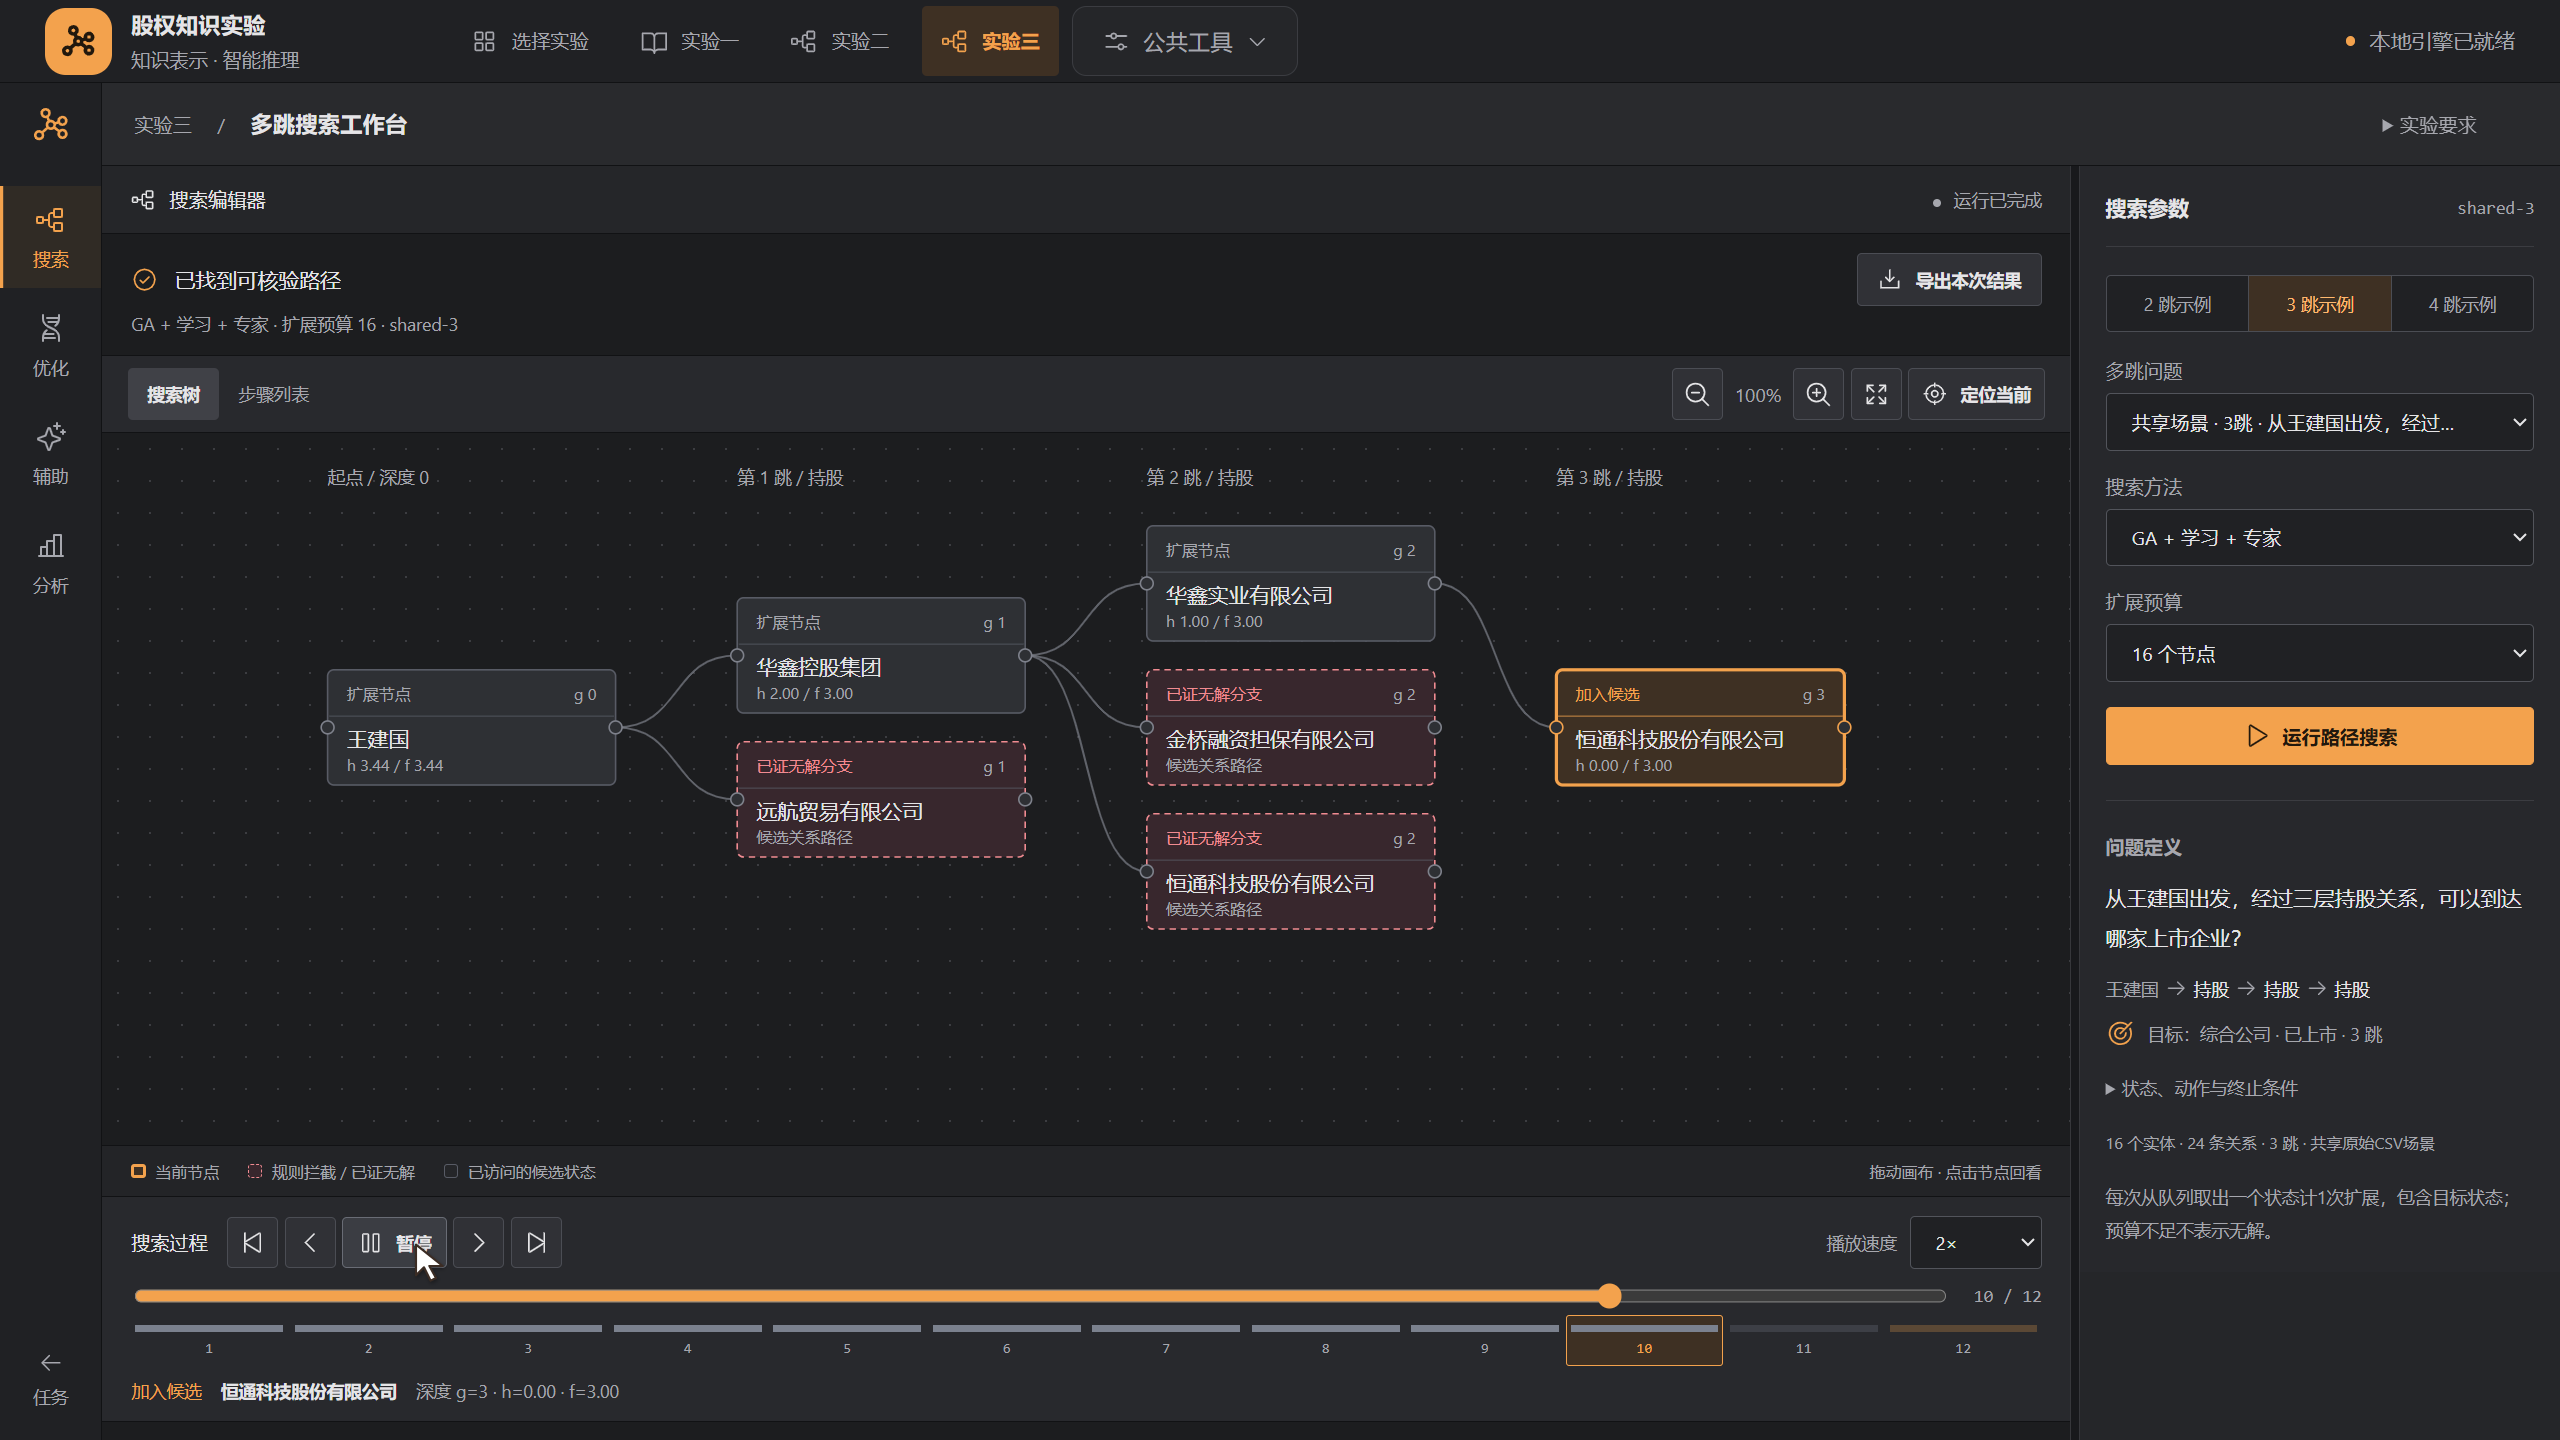 股权知识实验
知识表示 · 智能推理
选择实验
实验一
实验二
实验三
公共工具
本地引擎已就绪
实验三 / 多跳搜索工作台
实验要求
搜索
优化
辅助
分析
任务
搜索编辑器
运行已完成
已找到可核验路径
GA + 学习 + 专家 · 扩展预算 16 · shared-3
导出本次结果
搜索树
步骤列表
100%
定位当前
起点 / 深度 0
第 1 跳 / 持股
第 2 跳 / 持股
第 3 跳 / 持股
扩展节点 g 0
王建国
h 3.44 / f 3.44
扩展节点 g 1
华鑫控股集团
h 2.00 / f 3.00
已证无解分支 g 1
远航贸易有限公司
候选关系路径
扩展节点 g 2
华鑫实业有限公司
h 1.00 / f 3.00
已证无解分支 g 2
金桥融资担保有限公司
候选关系路径
已证无解分支 g 2
恒通科技股份有限公司
候选关系路径
加入候选 g 3
恒通科技股份有限公司
h 0.00 / f 3.00
当前节点
规则拦截 / 已证无解
已访问的候选状态
拖动画布 · 点击节点回看
搜索过程
暂停
播放速度
2×
10 / 12
1 2 3 4 5 6 7 8 9 10 11 12
加入候选 恒通科技股份有限公司 深度 g=3 · h=0.00 · f=3.00
搜索参数
shared-3
2 跳示例
3 跳示例
4 跳示例
多跳问题
共享场景 · 3跳 · 从王建国出发，经过...
搜索方法
GA + 学习 + 专家
扩展预算
16 个节点
运行路径搜索
问题定义
从王建国出发，经过三层持股关系，可以到达
哪家上市企业？
王建国 → 持股 → 持股 → 持股
目标：综合公司 · 已上市 · 3 跳
状态、动作与终止条件
16 个实体 · 24 条关系 · 3 跳 · 共享原始CSV场景
每次从队列取出一个状态计1次扩展，包含目标状态；
预算不足不表示无解。